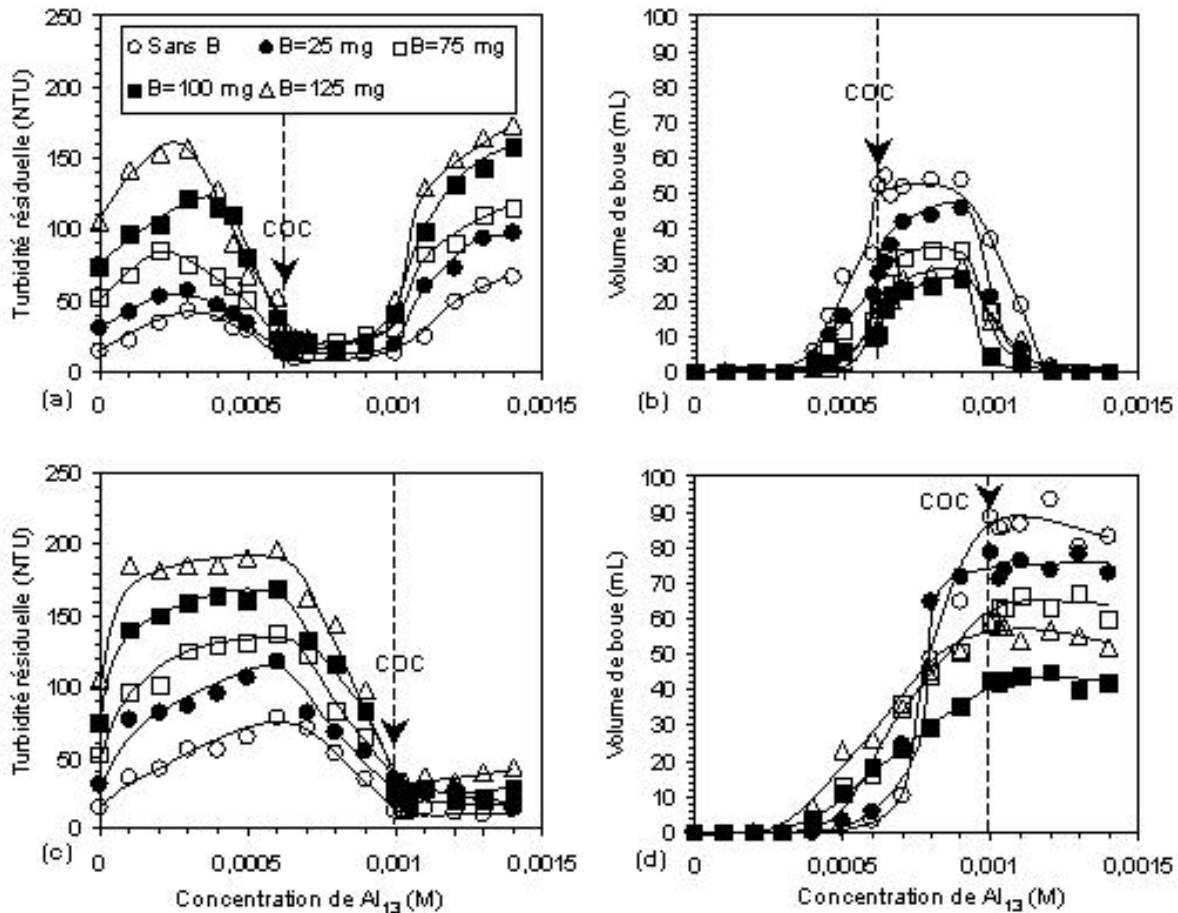 250
200
150
100
50
0
Turbidité résiduelle (NTU)
Sans B B=25 mg B=75 mg
B=100 mg B=125 mg
COC
(a)
0 0,0005 0,001 0,0015
100
90
80
70
60
50
40
30
20
10
0
Volume de boue (mL)
COC
(b)
0 0,0005 0,001 0,0015
250
200
150
100
50
0
Turbidité résiduelle (NTU)
COC
(c)
0 0,0005 0,001 0,0015
Concentration de Al13 (M)
100
90
80
70
60
50
40
30
20
10
0
Volume de boue (mL)
COC
(d)
0 0,0005 0,001 0,0015
Concentration de Al13 (M)